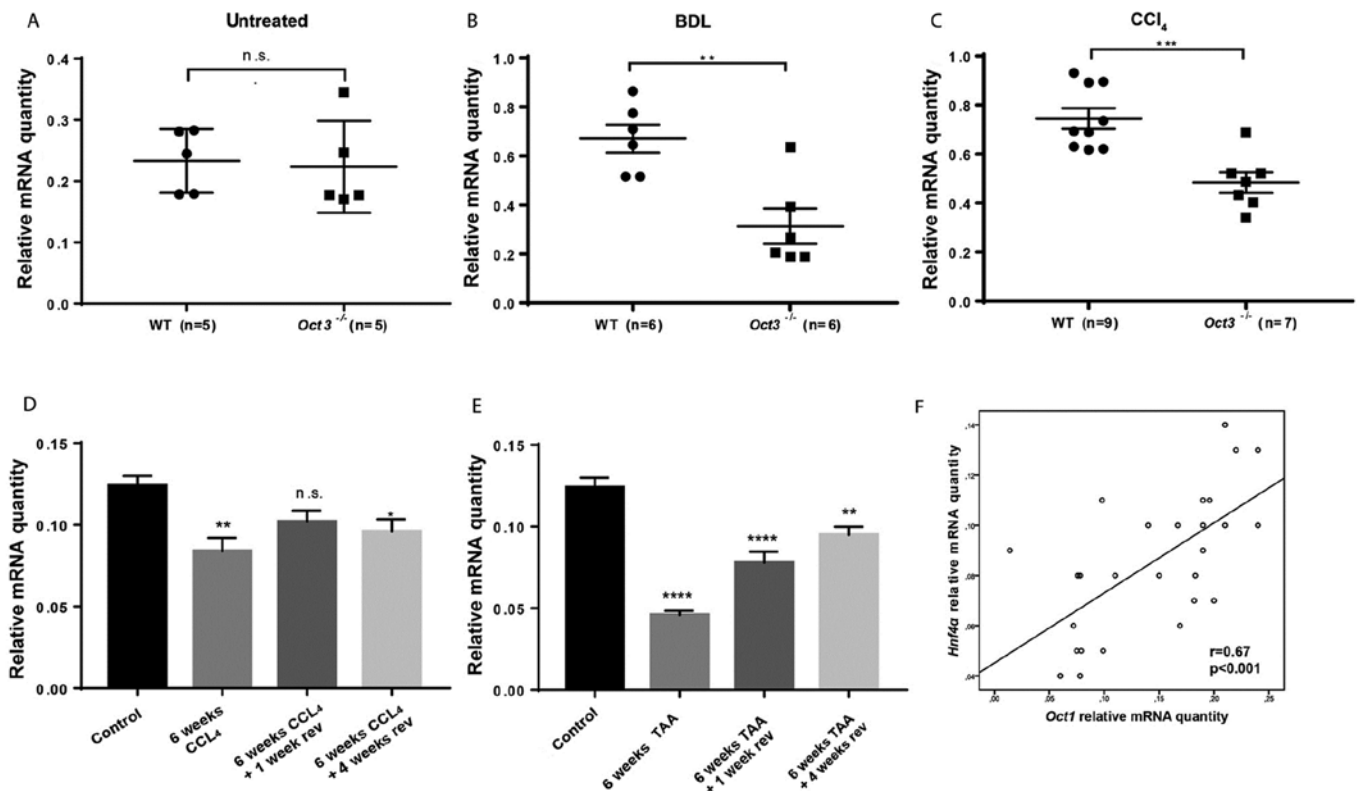 A
Untreated
Relative mRNA quantity
0.4
0.3
0.2
0.1
0.0
n.s.
WT (n=5)
Oct3 -/- (n=5)
B
BDL
Relative mRNA quantity
1.0
0.8
0.6
0.4
0.2
0.0
**
WT (n=6)
Oct3 -/- (n=6)
C
CCl4
Relative mRNA quantity
1.0
0.8
0.6
0.4
0.2
0.0
***
WT (n=9)
Oct3 -/- (n=7)
D
Relative mRNA quantity
0.15
0.10
0.05
0.00
**
n.s.
*
Control
6 weeks
CCL4
6 weeks CCL4
+ 1 week rev
6 weeks CCL4
+ 4 weeks rev
E
Relative mRNA quantity
0.15
0.10
0.05
0.00
****
****
**
Control
6 weeks TAA
6 weeks TAA
+ 1 week rev
6 weeks TAA
+ 4 weeks rev
F
Hnf4α relative mRNA quantity
,14
,12
,10
,08
,06
,04
r=0.67
p<0.001
,00
,05
,10
,15
,20
,25
Oct1 relative mRNA quantity